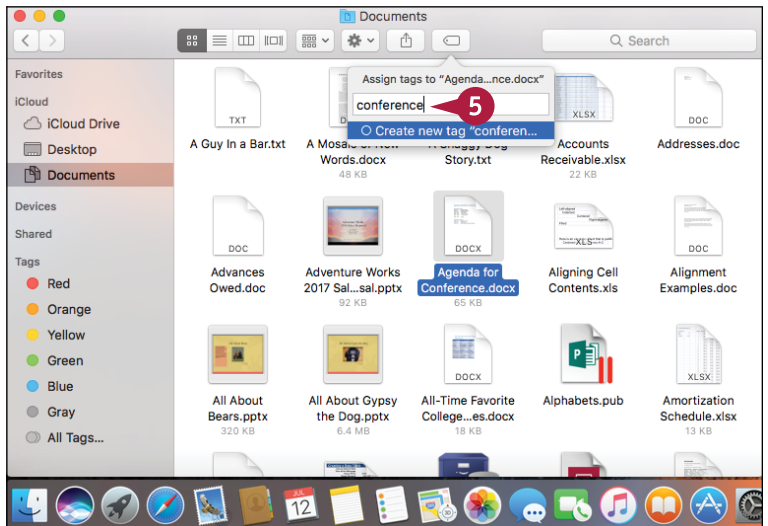 Documents
Search
Favorites
iCloud
iCloud Drive
Desktop
Documents
Devices
Shared
Tags
Red
Orange
Yellow
Green
Blue
Gray
All Tags...
Assign tags to "Agenda...nce.docx"
conference
5
Create new tag "conferen...
TXT
XLSX
DOC
A Guy In a Bar.txt
A Mosaic of New
Words.docx
48 KB
A Shaggy Dog
Story.txt
Accounts
Receivable.xlsx
22 KB
Addresses.doc
DOC
DOCX
XLS
DOC
Advances
Owed.doc
Adventure Works
2017 Sal...sal.pptx
92 KB
Agenda for
Conference.docx
65 KB
Aligning Cell
Contents.xls
Alignment
Examples.doc
DOCX
P
XLSX
All About
Bears.pptx
320 KB
All About Gypsy
the Dog.pptx
6.4 MB
All-Time Favorite
College...es.docx
18 KB
Alphabets.pub
Amortization
Schedule.xlsx
13 KB
JUL
12